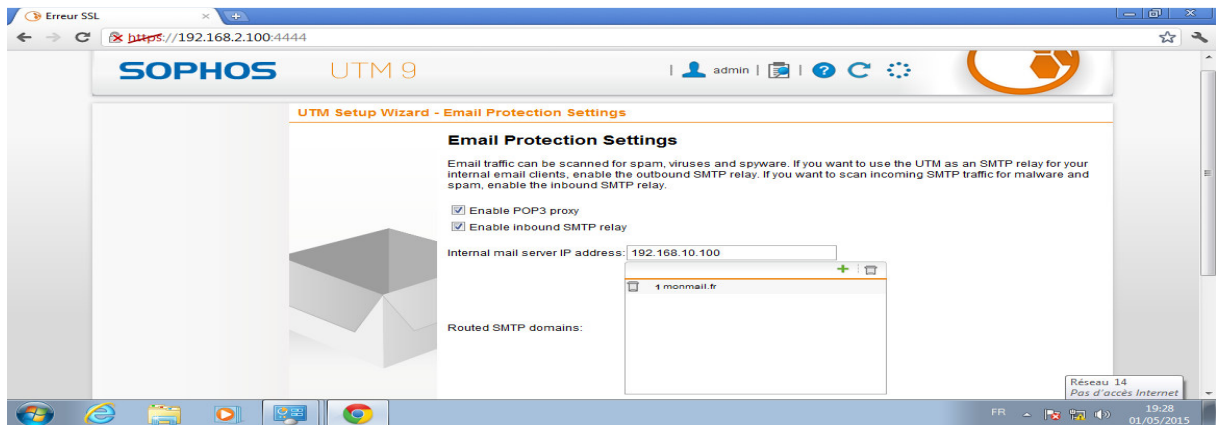 Erreur SSL
https://192.168.2.100:4444
SOPHOS UTM 9
| admin | | ?
UTM Setup Wizard - Email Protection Settings
Email Protection Settings
Email traffic can be scanned for spam, viruses and spyware. If you want to use the UTM as an SMTP relay for your
internal email clients, enable the outbound SMTP relay. If you want to scan incoming SMTP traffic for malware and
spam, enable the inbound SMTP relay.
Enable POP3 proxy
Enable inbound SMTP relay
Internal mail server IP address: 192.168.10.100
1 monmail.fr
Routed SMTP domains:
Réseau 14
Pas d'accès Internet
FR 19:28
01/05/2015